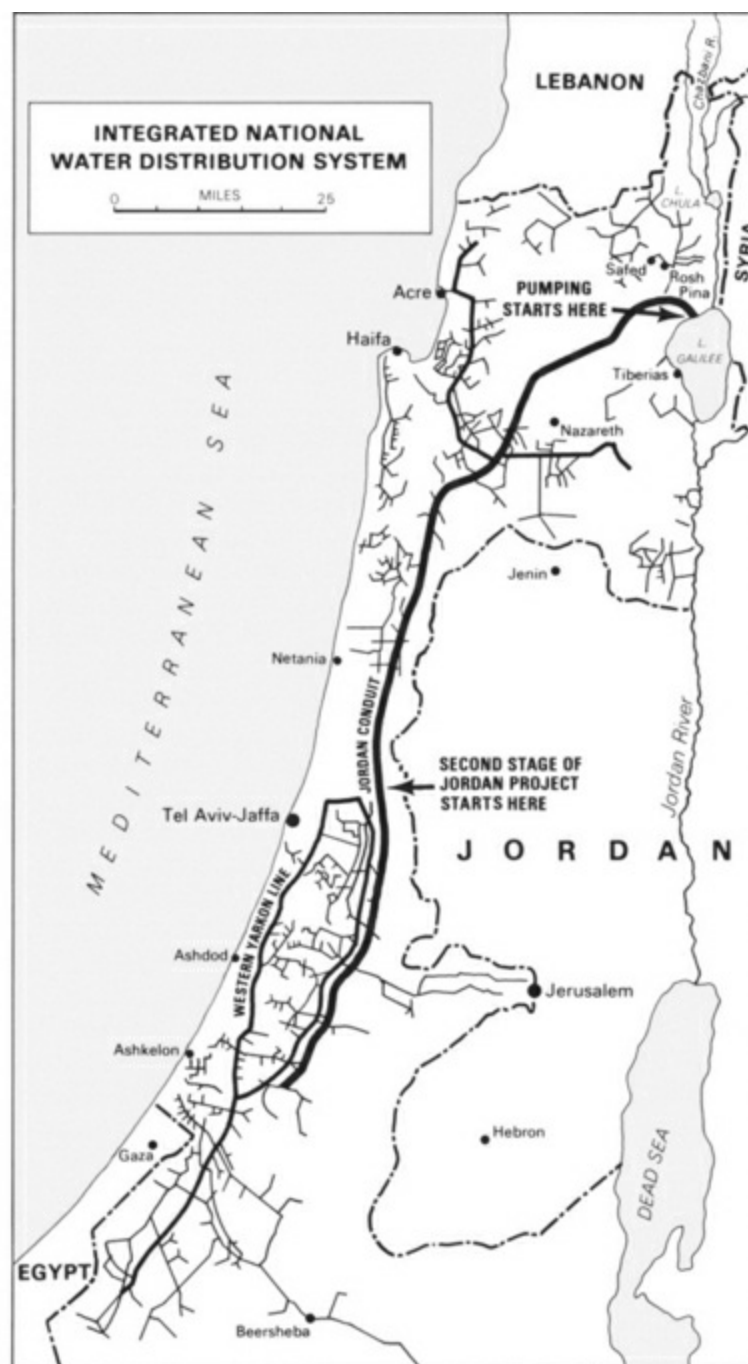 LEBANON
Chazbani R.
INTEGRATED NATIONAL
WATER DISTRIBUTION SYSTEM
0 MILES 25
L.
CHULA
SYRIA
Safed
Rosh
Pina
Acre
PUMPING
STARTS HERE
Haifa
L.
GALILEE
Tiberias
Nazareth
MEDITERRANEAN SEA
Jenin
Netania
JORDAN CONDUIT
Jordan River
SECOND STAGE OF
JORDAN PROJECT
STARTS HERE
Tel Aviv-Jaffa
JORDAN
WESTERN YARKON LINE
Ashdod
Jerusalem
Ashkelon
Hebron
Gaza
DEAD SEA
EGYPT
Beersheba